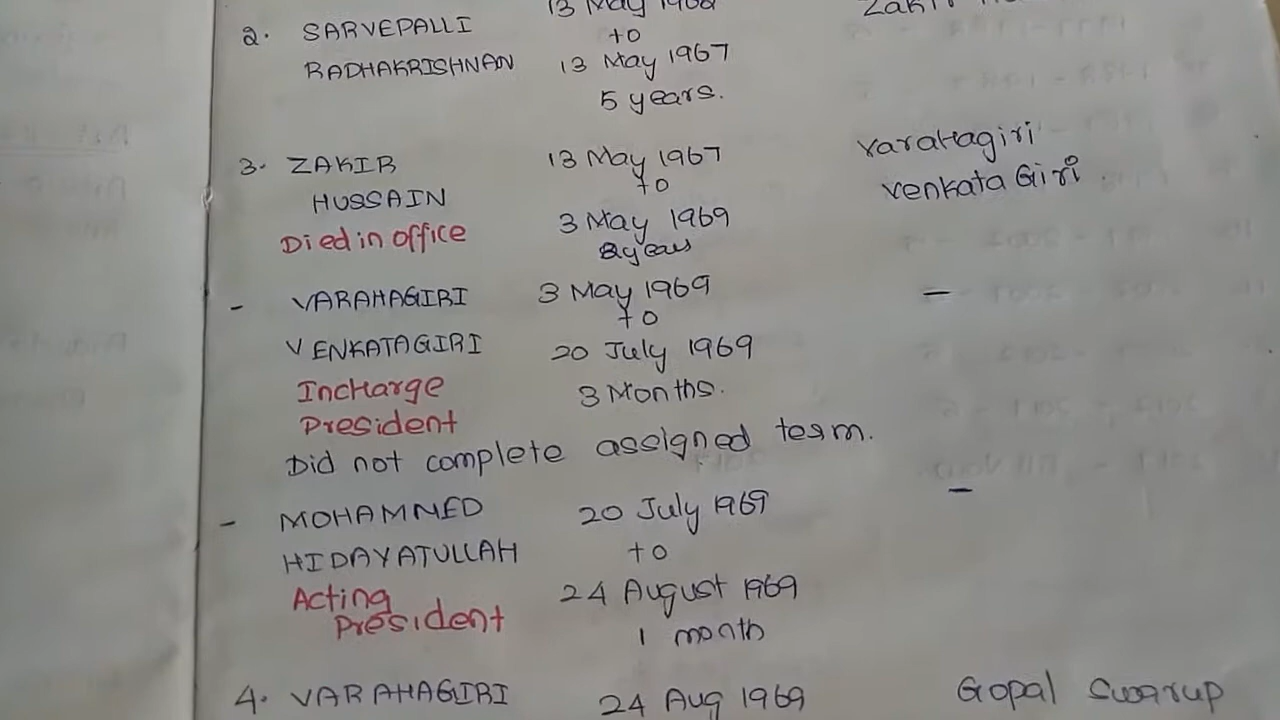 13 May 1962
2. SARVEPALLI
to
RADHAKRISHNAN 13 May 1967
5 years.
3. ZAKIR 13 May 1967 Varahagiri
to Venkata Giri
HUSSAIN
Died in office 3 May 1969
2 years
- VARAHAGIRI 3 May 1969 -
to
VENKATAGIRI 20 July 1969
Incharge 3 Months.
President
Did not complete assigned term.
- MOHAMMED 20 July 1969 -
HIDAYATULLAH to
Acting 24 August 1969
President
1 month
4. VARAHAGIRI 24 Aug 1969 Gopal Swarup